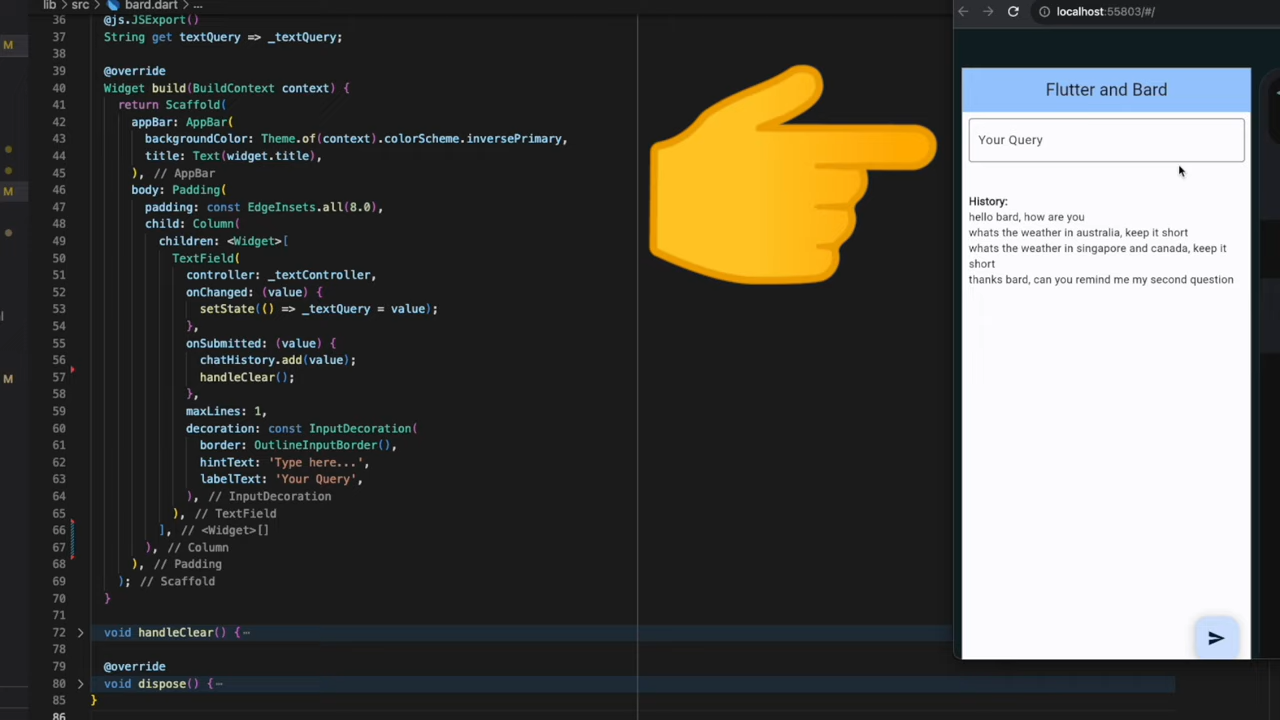 lib > src > bard.dart > ...
36 @js.JSExport()
37 String get textQuery => _textQuery;
38
39 @override
40 Widget build(BuildContext context) {
41 return Scaffold(
42 appBar: AppBar(
43 backgroundColor: Theme.of(context).colorScheme.inversePrimary,
44 title: Text(widget.title),
45 ), // AppBar
46 body: Padding(
47 padding: const EdgeInsets.all(8.0),
48 child: Column(
49 children: <Widget>[
50 TextField(
51 controller: _textController,
52 onChanged: (value) {
53 setState(() => _textQuery = value);
54 },
55 onSubmitted: (value) {
56 chatHistory.add(value);
57 handleClear();
58 },
59 maxLines: 1,
60 decoration: const InputDecoration(
61 border: OutlineInputBorder(),
62 hintText: 'Type here...',
63 labelText: 'Your Query',
64 ), // InputDecoration
65 ), // TextField
66 ], // <Widget>[]
67 ), // Column
68 ), // Padding
69 ); // Scaffold
70 }
71
72 > void handleClear() {⋯
78
79 @override
80 > void dispose() {⋯
85 }
86
M
M
M
localhost:55803/#/
Flutter and Bard
Your Query
History:
hello bard, how are you
whats the weather in australia, keep it short
whats the weather in singapore and canada, keep it
short
thanks bard, can you remind me my second question